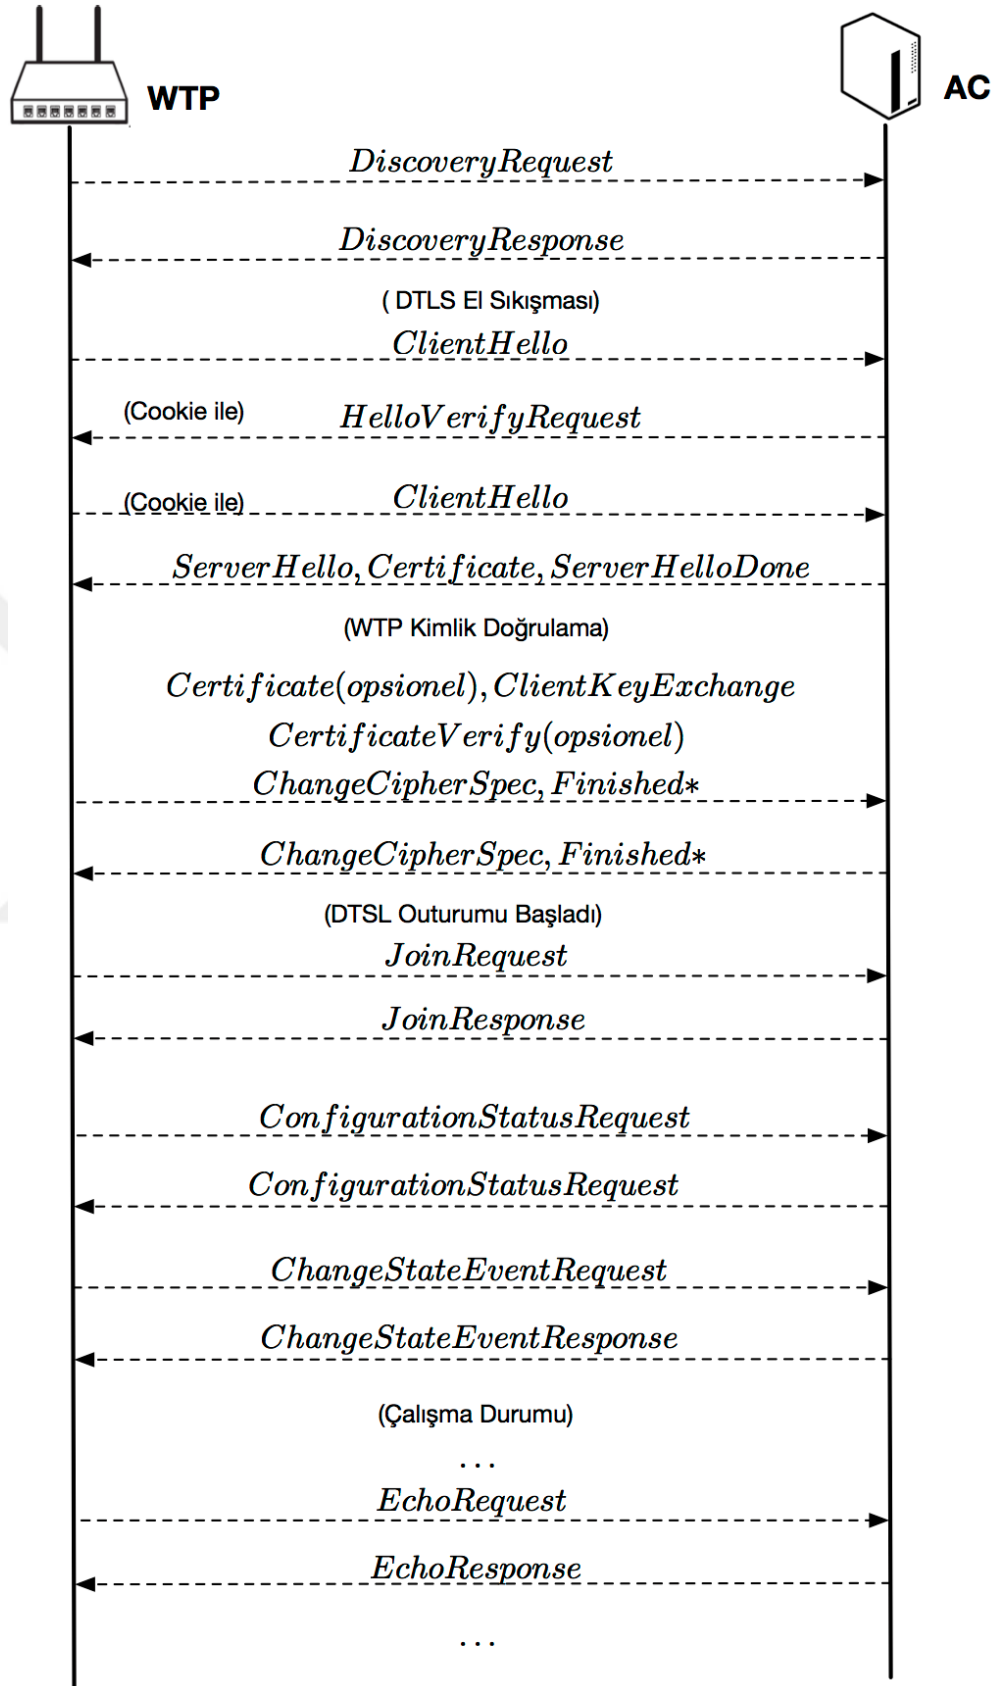 WTP
AC
DiscoveryRequest
DiscoveryResponse
( DTLS El Sıkışması)
ClientHello
(Cookie ile) HelloVerifyRequest
(Cookie ile) ClientHello
ServerHello, Certificate, ServerHelloDone
(WTP Kimlik Doğrulama)
Certificate(opsionel), ClientKeyExchange
CertificateVerify(opsionel)
ChangeCipherSpec, Finished*
ChangeCipherSpec, Finished*
(DTSL Outurumu Başladı)
JoinRequest
JoinResponse
ConfigurationStatusRequest
ConfigurationStatusRequest
ChangeStateEventRequest
ChangeStateEventResponse
(Çalışma Durumu)
...
EchoRequest
EchoResponse
...